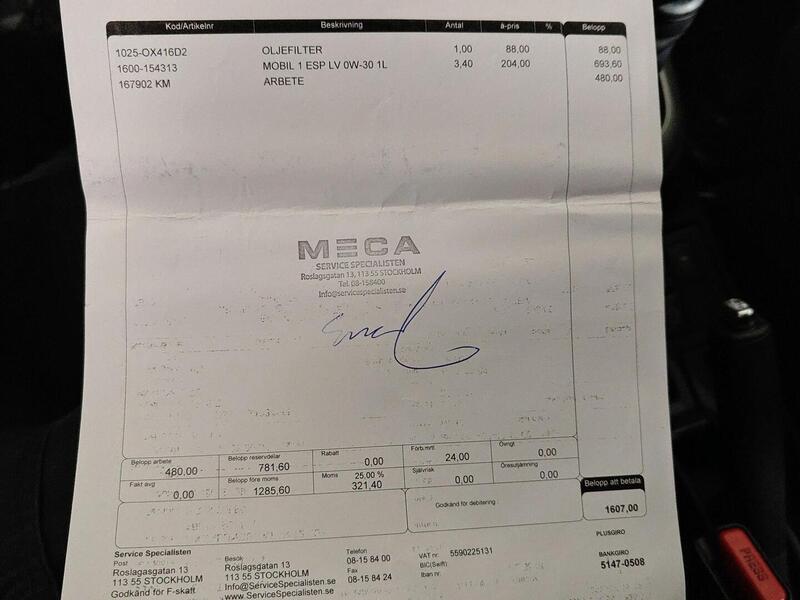 Kod/Artikelnr Beskrivning Antal à-pris % Belopp
1025-OX416D2 OLJEFILTER 1,00 88,00 88,00
1600-154313 MOBIL 1 ESP LV 0W-30 1L 3,40 204,00 693,60
167902 KM ARBETE 480,00
MECA
SERVICE SPECIALISTEN
Roslagsgatan 13, 113 55 STOCKHOLM
Tel. 08-158400
Info@servicespecialisten.se
Belopp arbete Belopp reservdelar Rabatt Förb.mtrl. Övrigt
480,00 781,60 0,00 24,00 0,00
Fakt avg Belopp före moms Moms 25,00 % Självrisk Öresutjämning
0,00 1285,60 321,40 0,00 0,00
Belopp att betala
Godkänd för debitering :
1607,00
Service Specialisten
Post
Roslagasgatan 13
113 55 STOCKHOLM
Godkänd för F-skatt
Besök
Roslagsgatan 13
113 55 STOCKHOLM
Info@ServiceSpecialisten.se
www.ServiceSpecialisten.se
Telefon
08-15 84 00
Fax
08-15 84 24
VAT nr. 5590225131
BIC(Swift)
Iban nr.
PLUSGIRO
BANKGIRO
5147-0508
PRESS